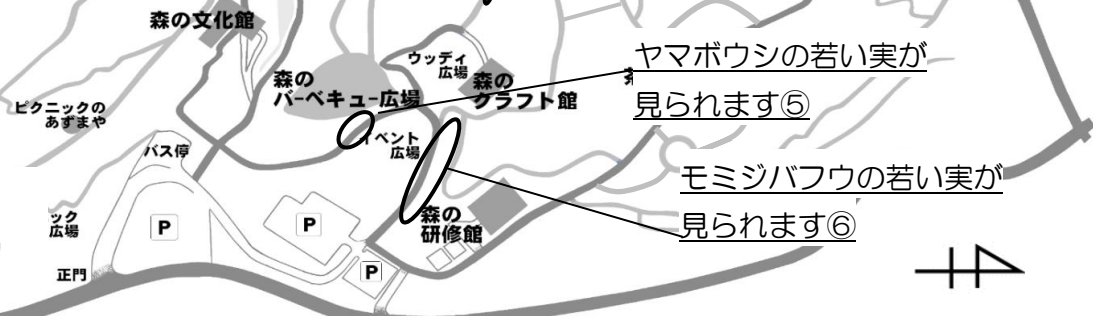 森の文化館
ウッディ
広場
森の
クラフト館
森の
バーベキュー広場
ヤマボウシの若い実が
見られます⑤
ピクニックの
あずまや
イベント
広場
バス停
モミジバフウの若い実が
見られます⑥
ック
広場
P
P
森の
研修館
正門
P